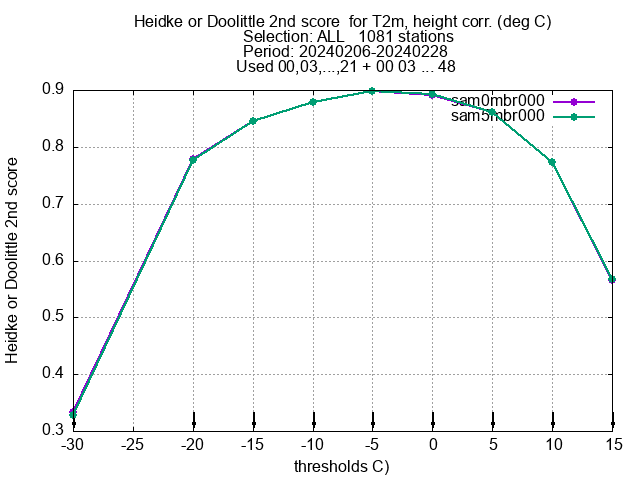 Heidke or Doolittle 2nd score  for T2m, height corr. (deg C)
Selection: ALL   1081 stations
Period: 20240206-20240228
Used 00,03,...,21 + 00 03 ... 48
sam0mbr000
sam5mbr000
Heidke or Doolittle 2nd score
0.9
0.8
0.7
0.6
0.5
0.4
0.3
-30 -25 -20 -15 -10 -5 0 5 10 15
thresholds C)